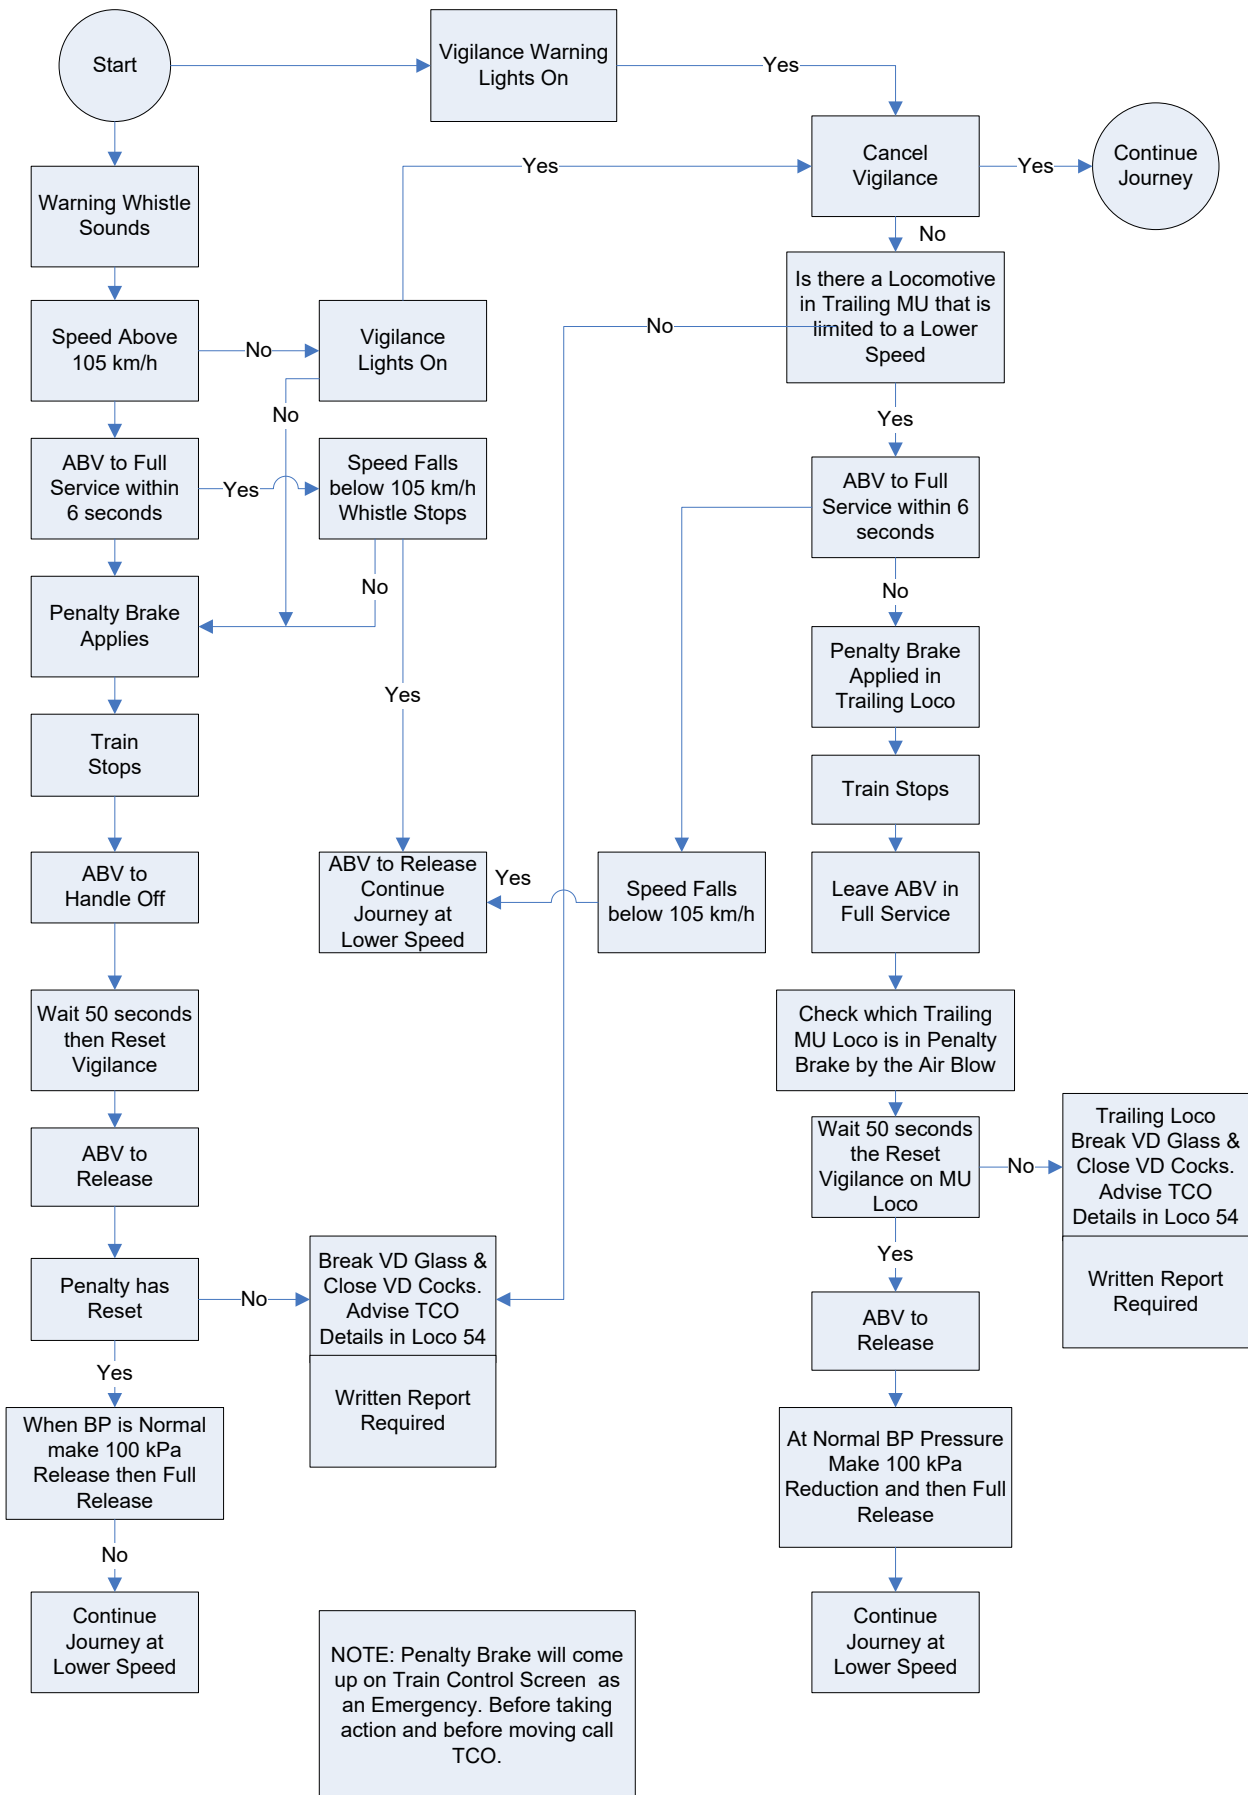 Start
Vigilance Warning
Lights On
Yes
Cancel
Vigilance
Yes
Continue
Journey
No
Warning Whistle
Sounds
Yes
Speed Above
105 km/h
No
Vigilance
Lights On
No
Is there a Locomotive
in Trailing MU that is
limited to a Lower
Speed
No
Yes
ABV to Full
Service within
6 seconds
Yes
Speed Falls
below 105 km/h
Whistle Stops
No
Yes
ABV to Full
Service within 6
seconds
No
Penalty Brake
Applies
Penalty Brake
Applied in
Trailing Loco
Train
Stops
Train Stops
ABV to
Handle Off
ABV to Release
Continue
Journey at
Lower Speed
Yes
Speed Falls
below 105 km/h
Leave ABV in
Full Service
Wait 50 seconds
then Reset
Vigilance
Check which Trailing
MU Loco is in Penalty
Brake by the Air Blow
ABV to
Release
Wait 50 seconds
the Reset
Vigilance on MU
Loco
No
Trailing Loco
Break VD Glass &
Close VD Cocks.
Advise TCO
Details in Loco 54
Written Report
Required
Yes
Penalty has
Reset
No
Break VD Glass &
Close VD Cocks.
Advise TCO
Details in Loco 54
Written Report
Required
ABV to
Release
Yes
When BP is Normal
make 100 kPa
Release then Full
Release
At Normal BP Pressure
Make 100 kPa
Reduction and then Full
Release
No
Continue
Journey at
Lower Speed
NOTE: Penalty Brake will come
up on Train Control Screen as
an Emergency. Before taking
action and before moving call
TCO.
Continue
Journey at
Lower Speed